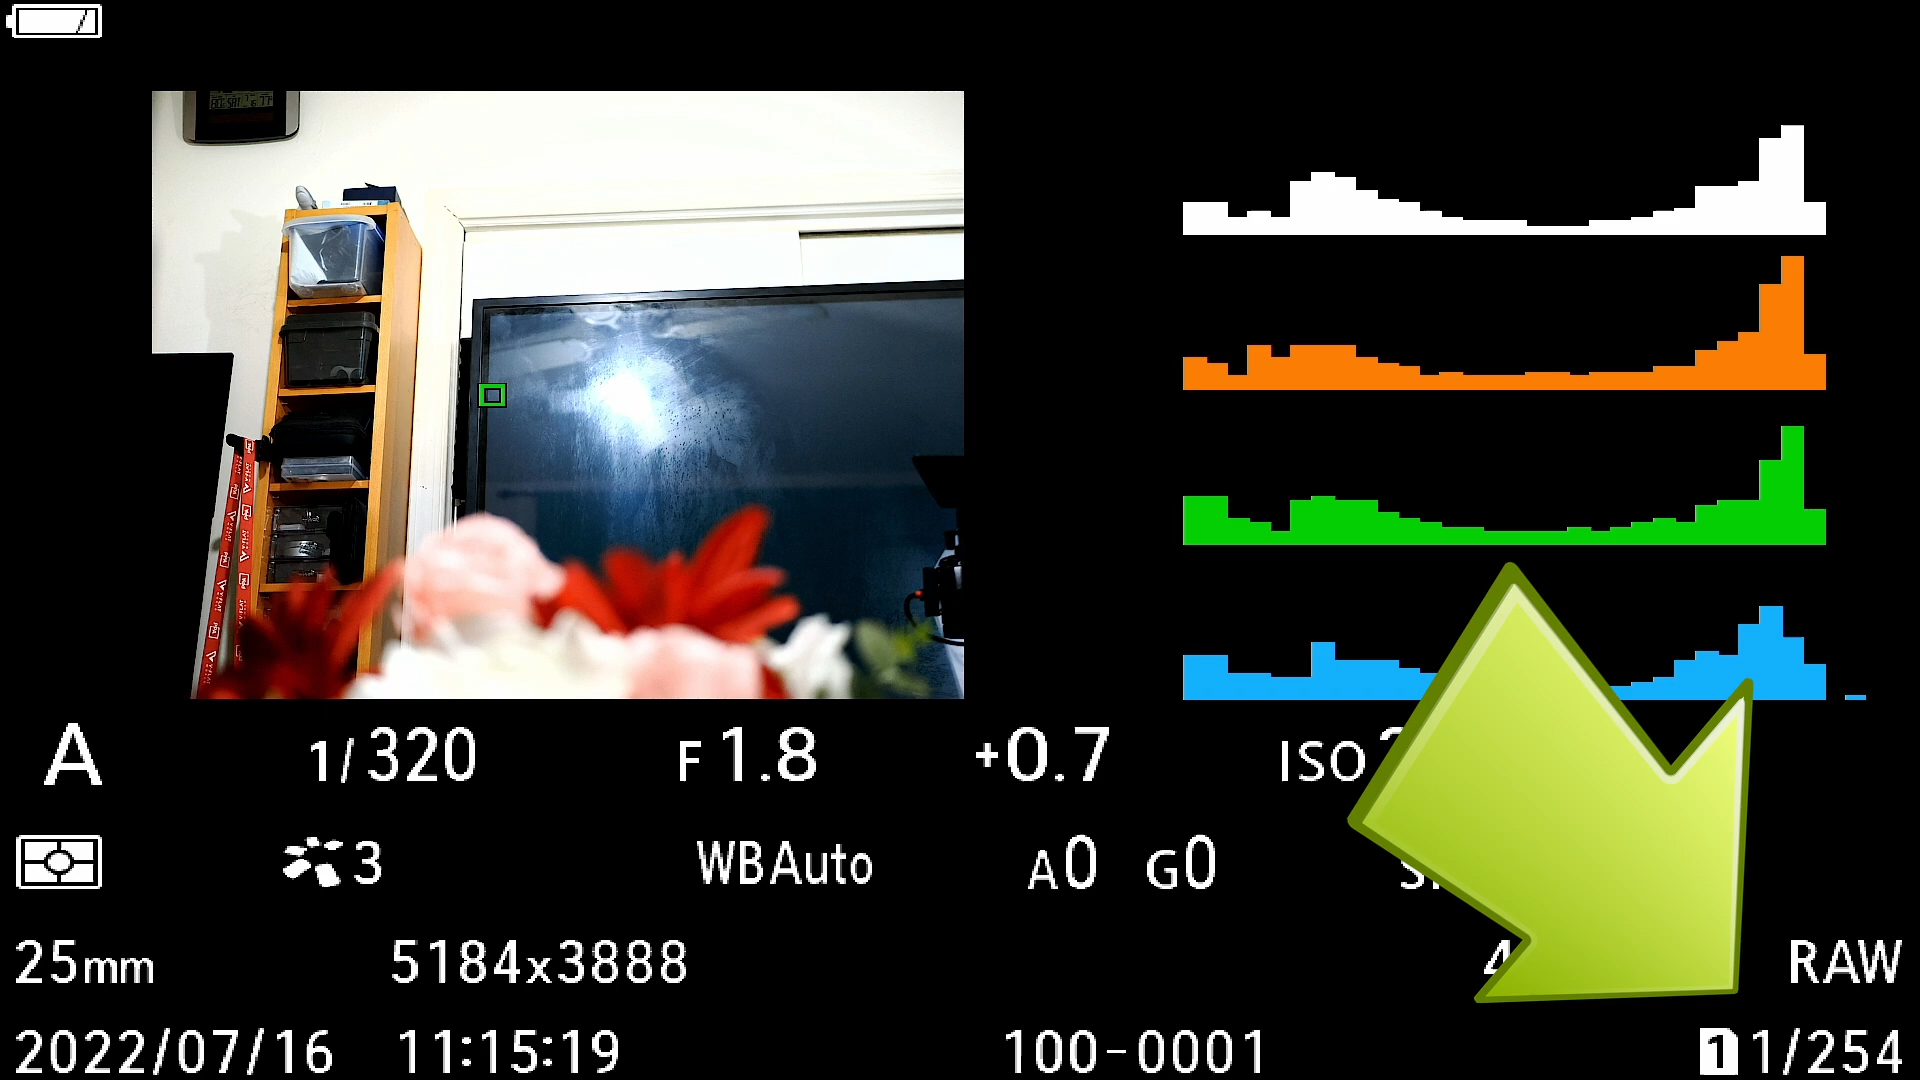 A 1/320 F1.8 +0.7 ISO
3 WBAuto A0 G0
25mm 5184x3888 RAW
2022/07/16 11:15:19 100-0001 1 1/254